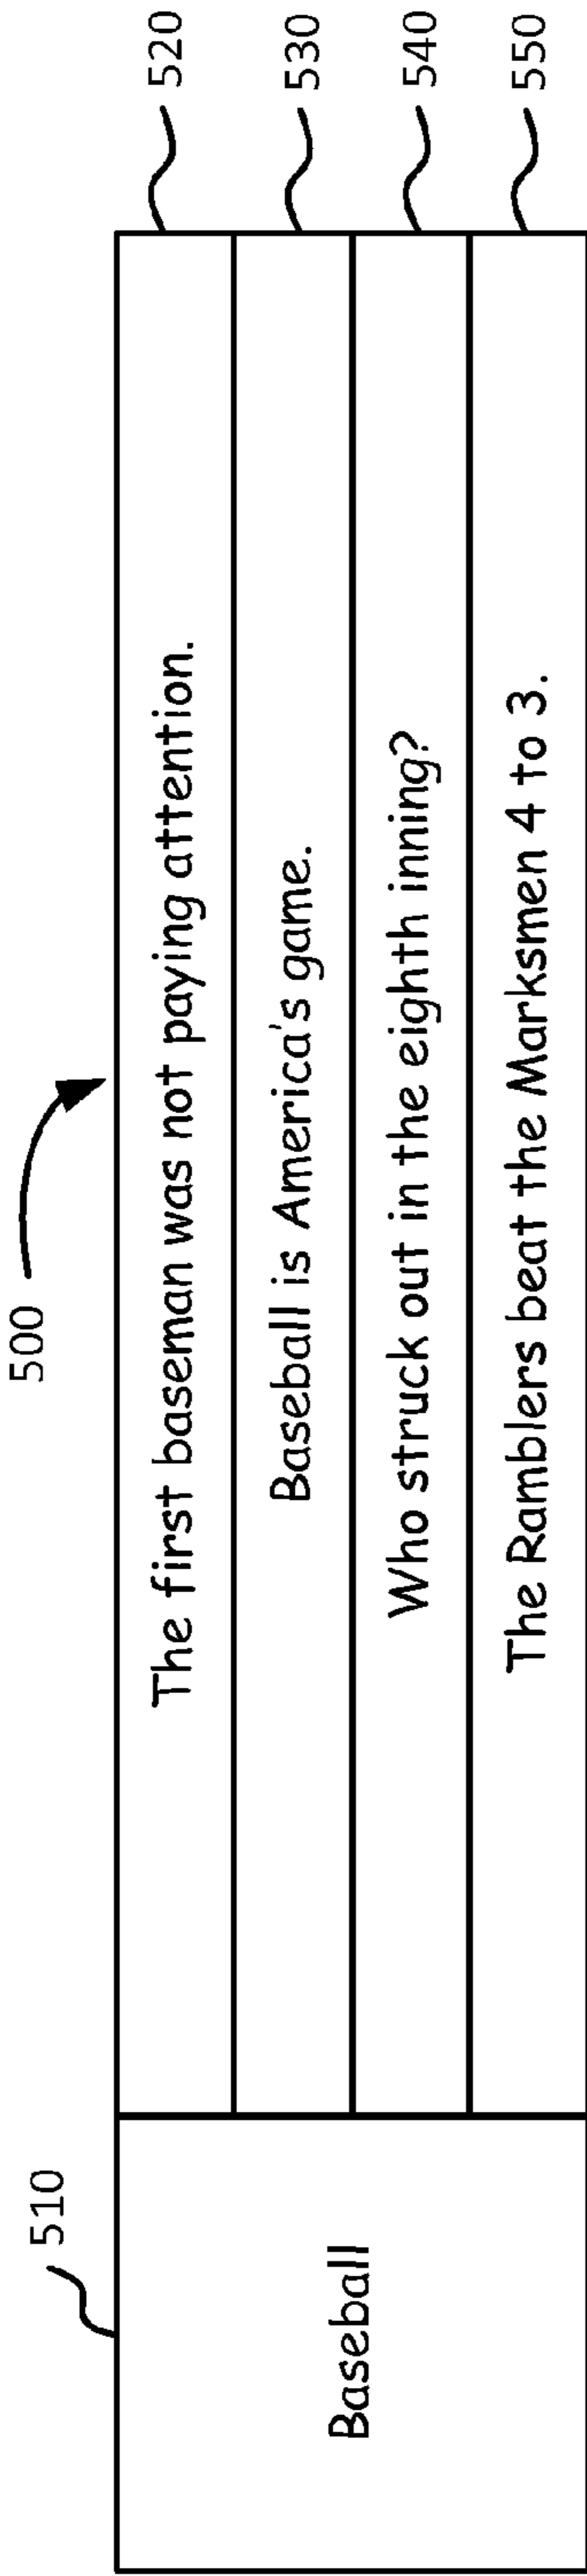 500
510
Baseball
The first baseman was not paying attention.
520
Baseball is America's game.
530
Who struck out in the eighth inning?
540
The Ramblers beat the Marksmen 4 to 3.
550